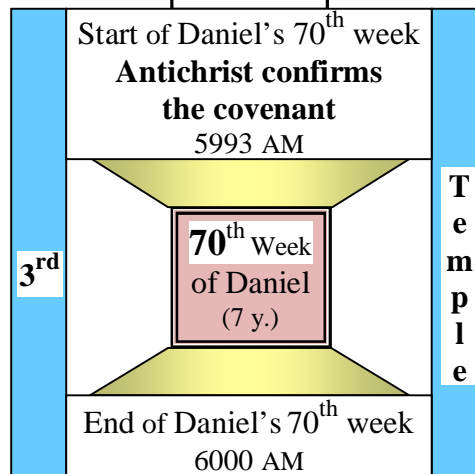 Start of Daniel's 70th week
Antichrist confirms
the covenant
5993 AM
3rd
70th Week
of Daniel
(7 y.)
T
e
m
p
l
e
End of Daniel's 70th week
6000 AM